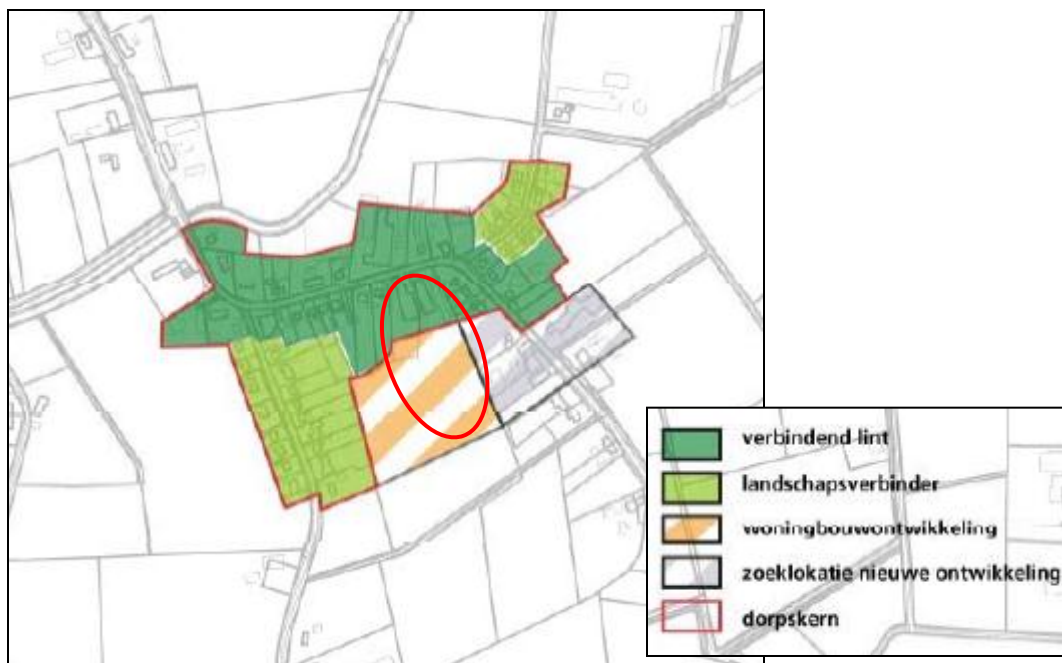 verbindend lint
landschapsverbinder
woningbouwontwikkeling
zoeklokatie nieuwe ontwikkeling
dorpskern